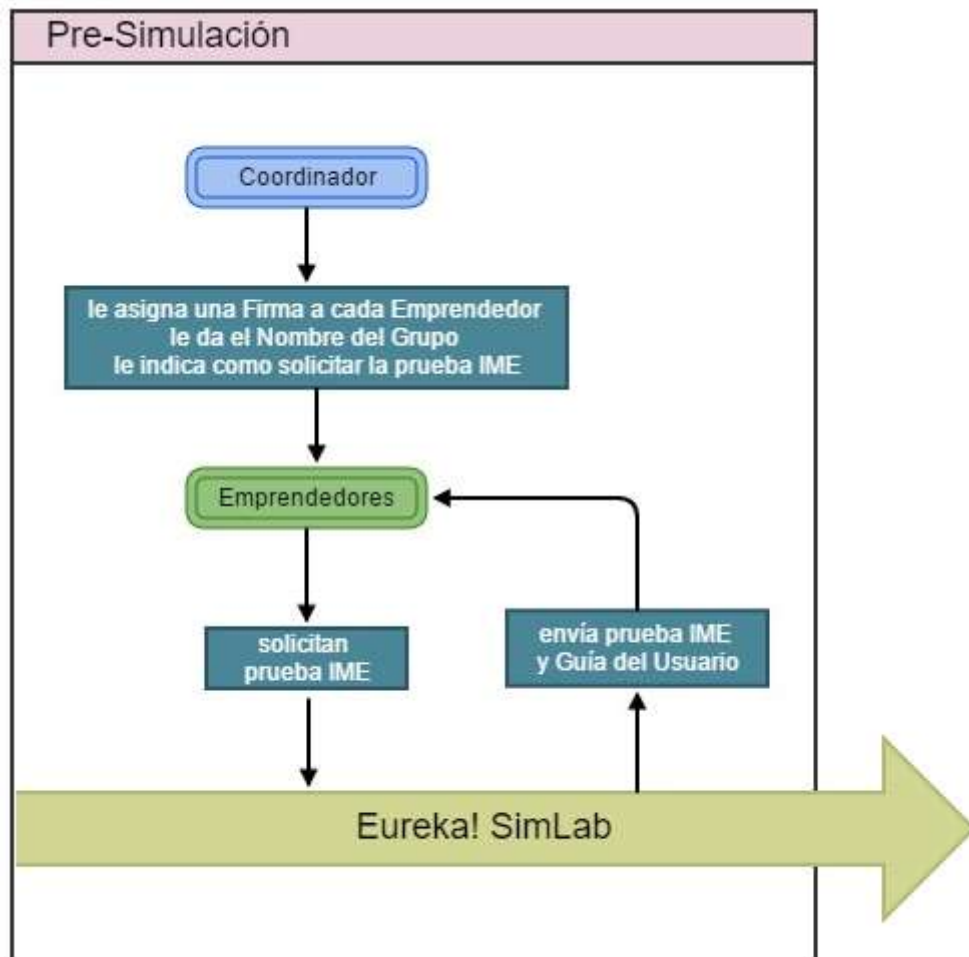 Pre-Simulación
Coordinador
le asigna una Firma a cada Emprendedor
le da el Nombre del Grupo
le indica como solicitar la prueba IME
Emprendedores
solicitan
prueba IME
envía prueba IME
y Guía del Usuario
Eureka! SimLab